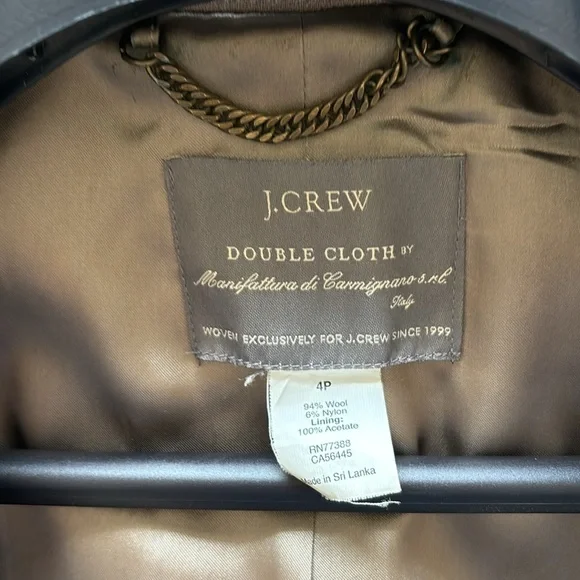 J.CREW
DOUBLE CLOTH BY
Manifattura di Carmignano s.r.l.
Italy
WOVEN EXCLUSIVELY FOR J.CREW SINCE 1999
4P
94% Wool
6% Nylon
Lining:
100% Acetate
RN77388
CA56445
Made in Sri Lanka